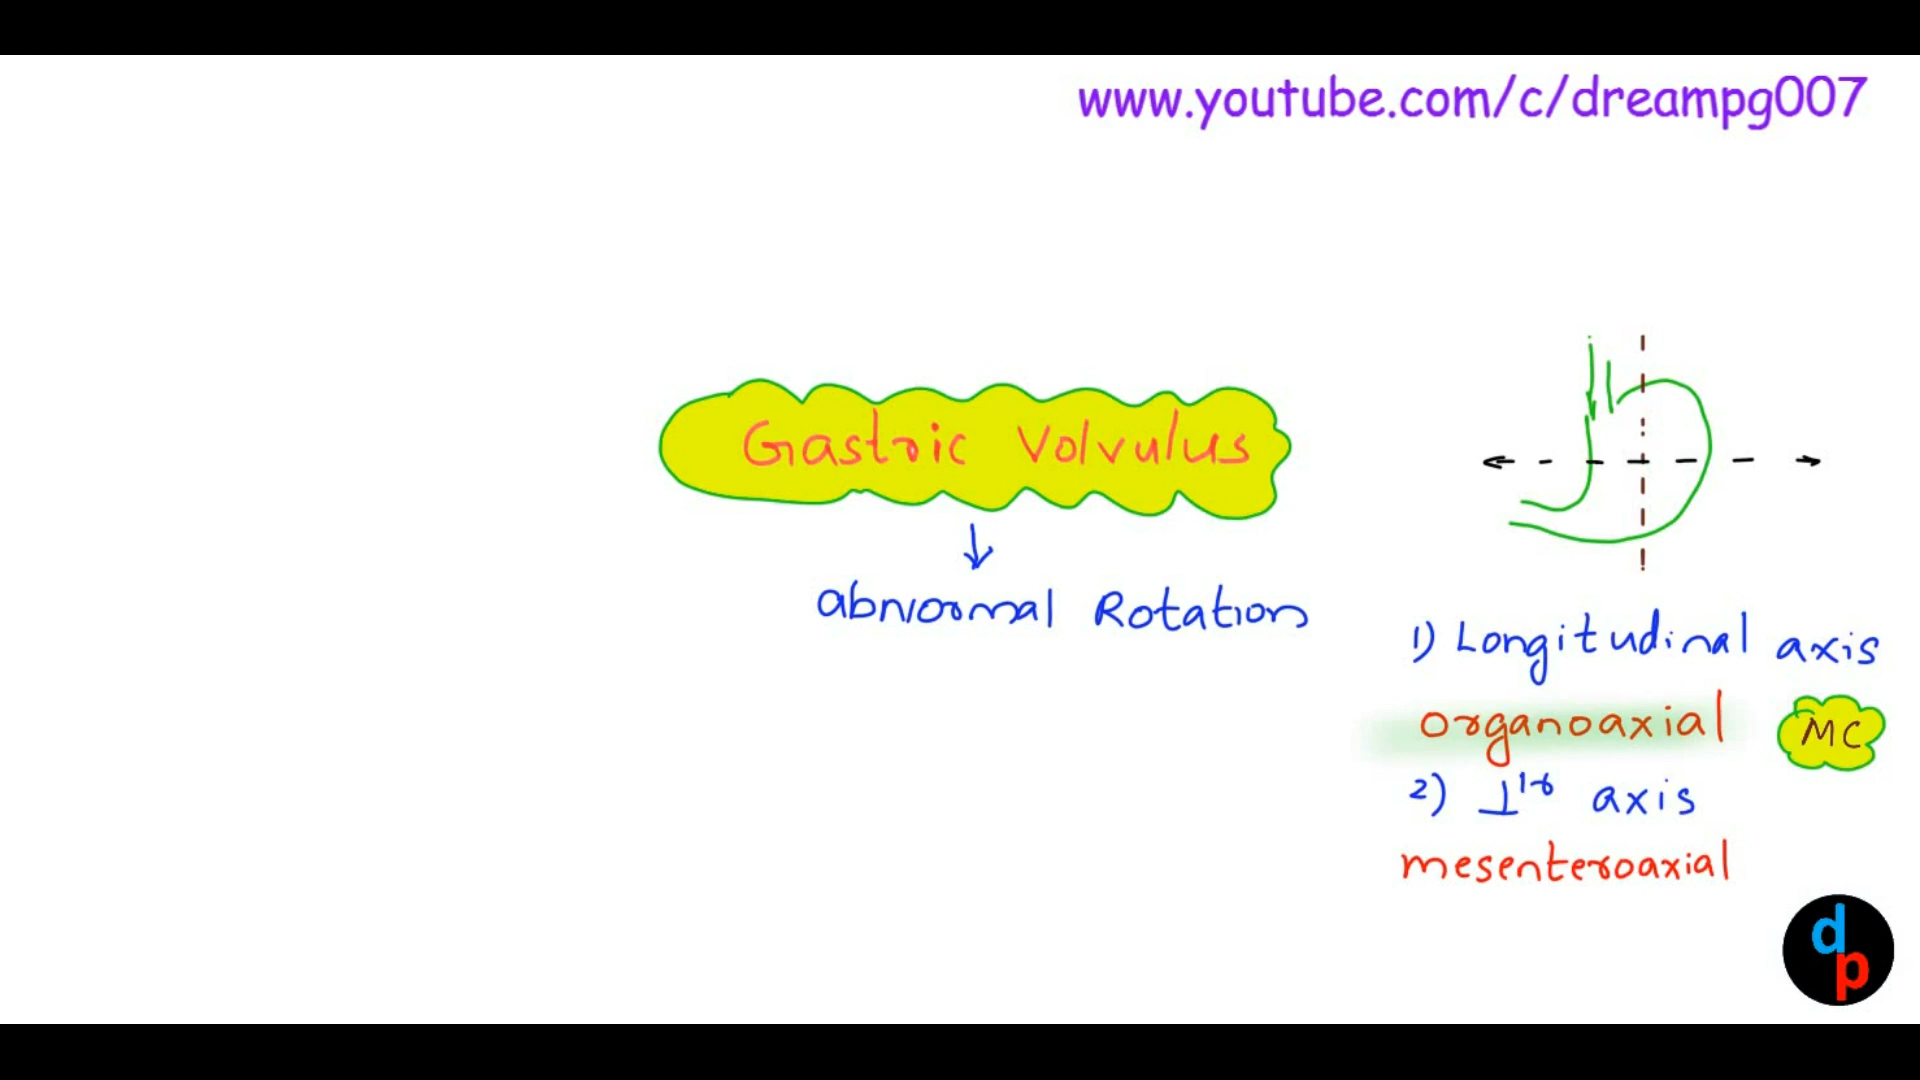 www.youtube.com/c/dreampg007
Gastric Volvulus
↓
abnormal Rotation
1) Longitudinal axis
organoaxial MC
2) ⊥lr axis
mesenteroaxial
dp